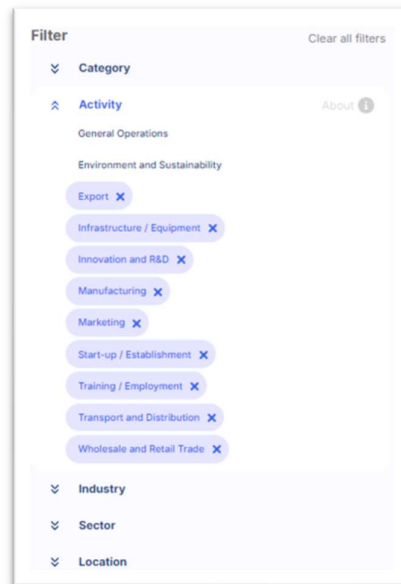 Filter
Clear all filters
Category
Activity
About
General Operations
Environment and Sustainability
Export
Infrastructure / Equipment
Innovation and R&D
Manufacturing
Marketing
Start-up / Establishment
Training / Employment
Transport and Distribution
Wholesale and Retail Trade
Industry
Sector
Location